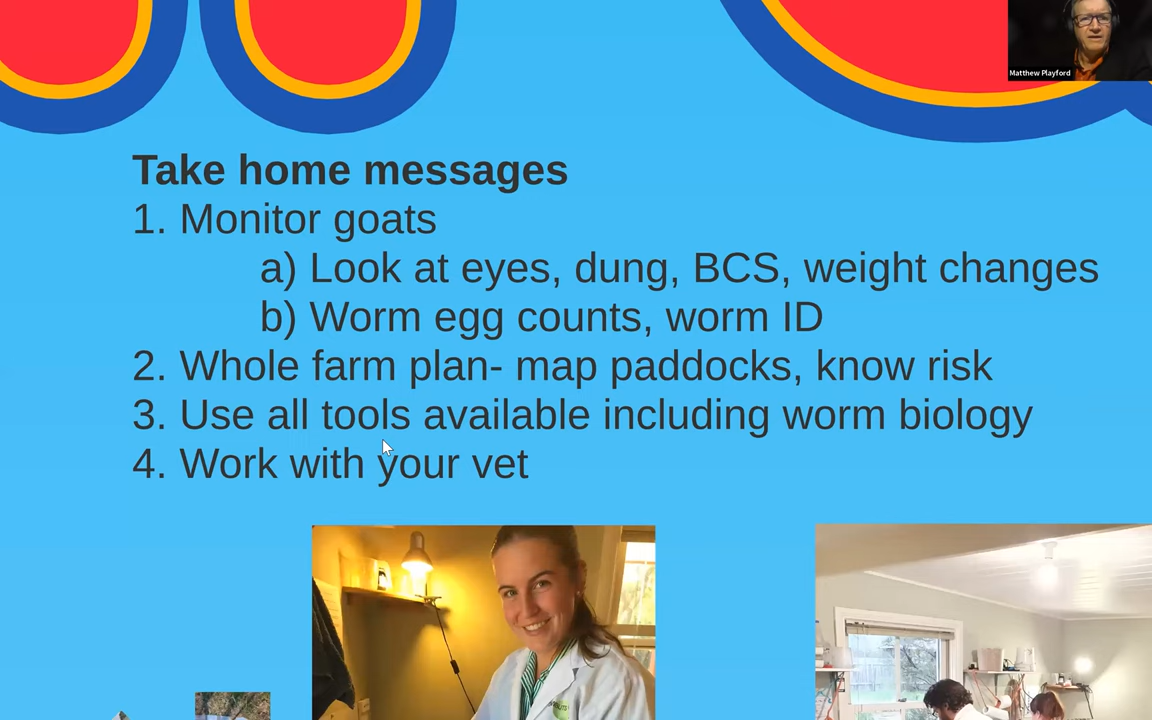 Matthew Playford
Take home messages
1. Monitor goats
a) Look at eyes, dung, BCS, weight changes
b) Worm egg counts, worm ID
2. Whole farm plan- map paddocks, know risk
3. Use all tools available including worm biology
4. Work with your vet